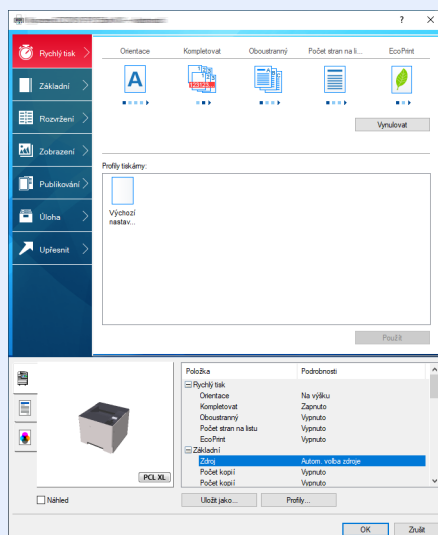 Rychlý tisk
Základní
Rozvržení
Zobrazení
Publikování
Úloha
Upřesnit
Orientace
Kompletovat
Oboustranný
Počet stran na li...
EcoPrint
A
Vynulovat
Profily tiskárny:
Výchozí
nastav...
Použít
Položka Podrobnosti
Rychlý tisk
Orientace Na výšku
Kompletovat Zapnuto
Oboustranný Vypnuto
Počet stran na listu Vypnuto
EcoPrint Vypnuto
Základní
Zdroj Autom. volba zdroje
Počet kopií Vypnuto
Počet kopií Vypnuto
PCL XL
Náhled
Uložit jako... Profily...
OK Zrušit